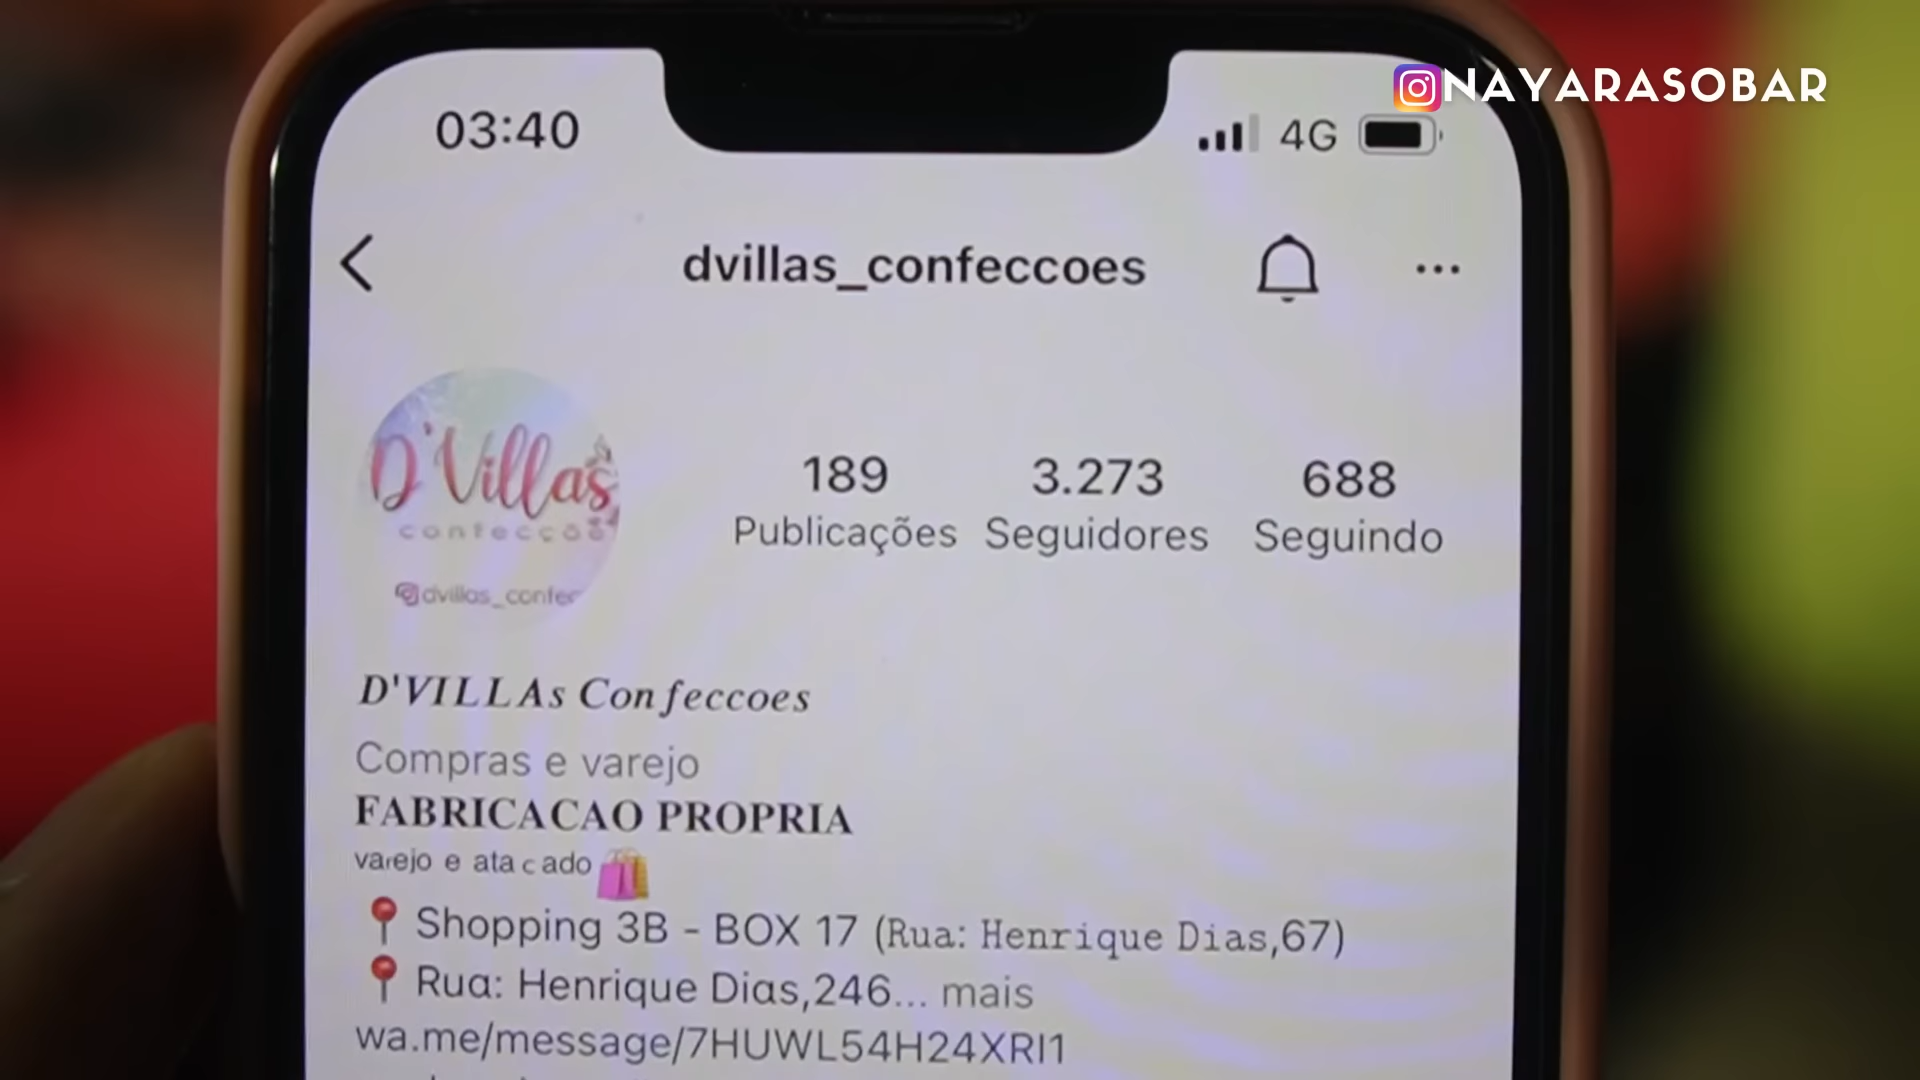 NAYARASOBAR
03:40
4G
dvillas_confeccoes
D'Villas
confecçõe
dvillas_confec
189
3.273
688
Publicações
Seguidores
Seguindo
D'VILLAs Confeccoes
Compras e varejo
FABRICACAO PROPRIA
varejo e atacado
Shopping 3B - BOX 17 (Rua: Henrique Dias,67)
Rua: Henrique Dias,246... mais
wa.me/message/7HUWL54H24XRI1